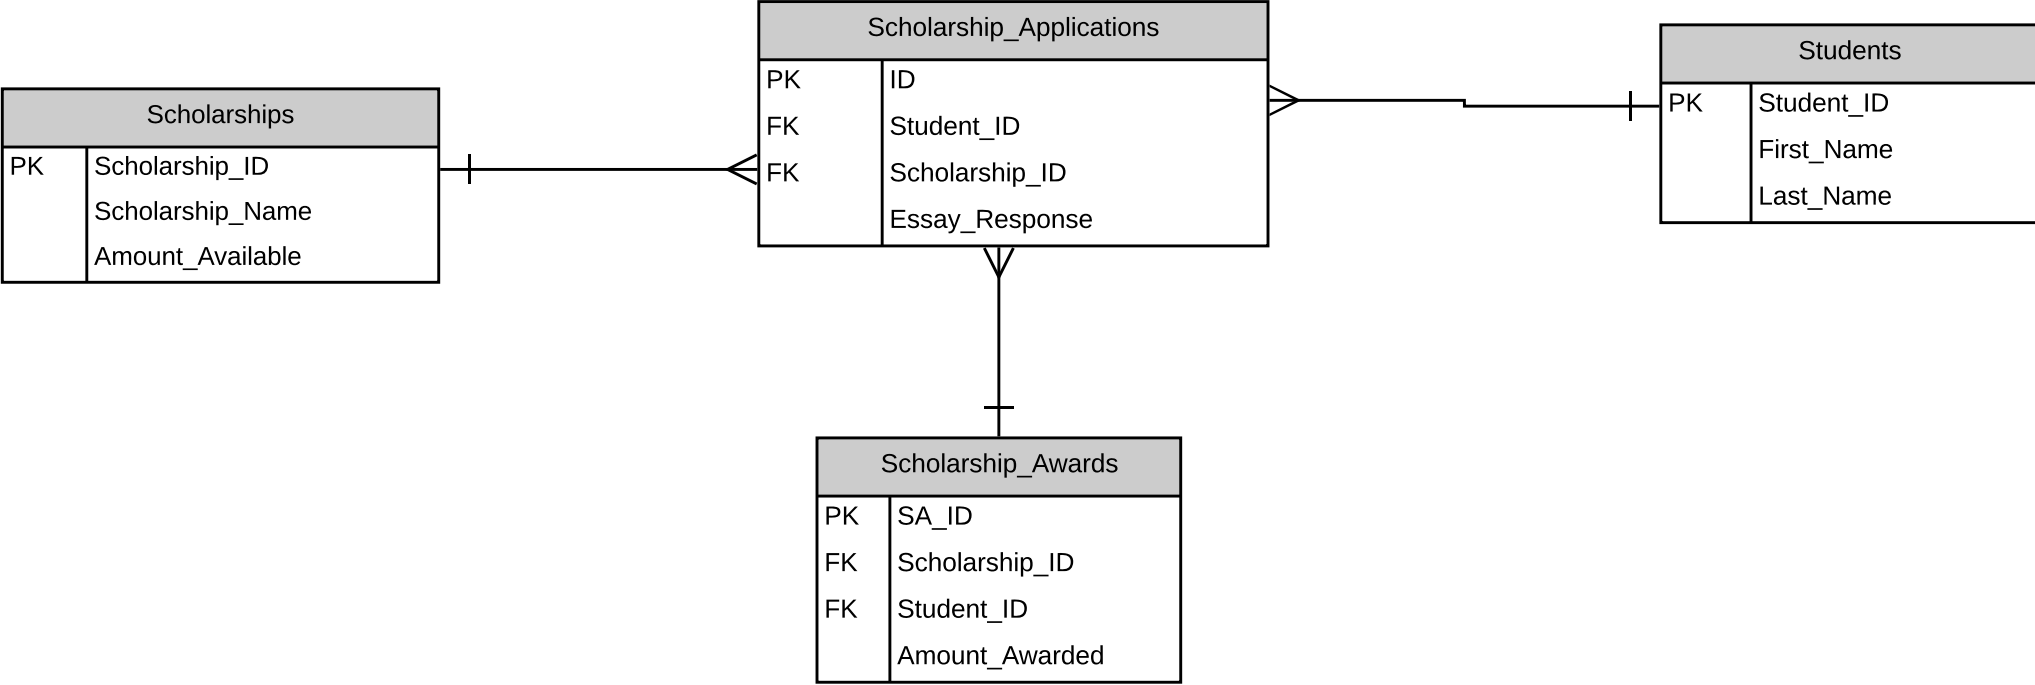 Scholarship_Applications
PK ID
FK Student_ID
FK Scholarship_ID
Essay_Response
Students
PK Student_ID
First_Name
Last_Name
Scholarships
PK Scholarship_ID
Scholarship_Name
Amount_Available
Scholarship_Awards
PK SA_ID
FK Scholarship_ID
FK Student_ID
Amount_Awarded